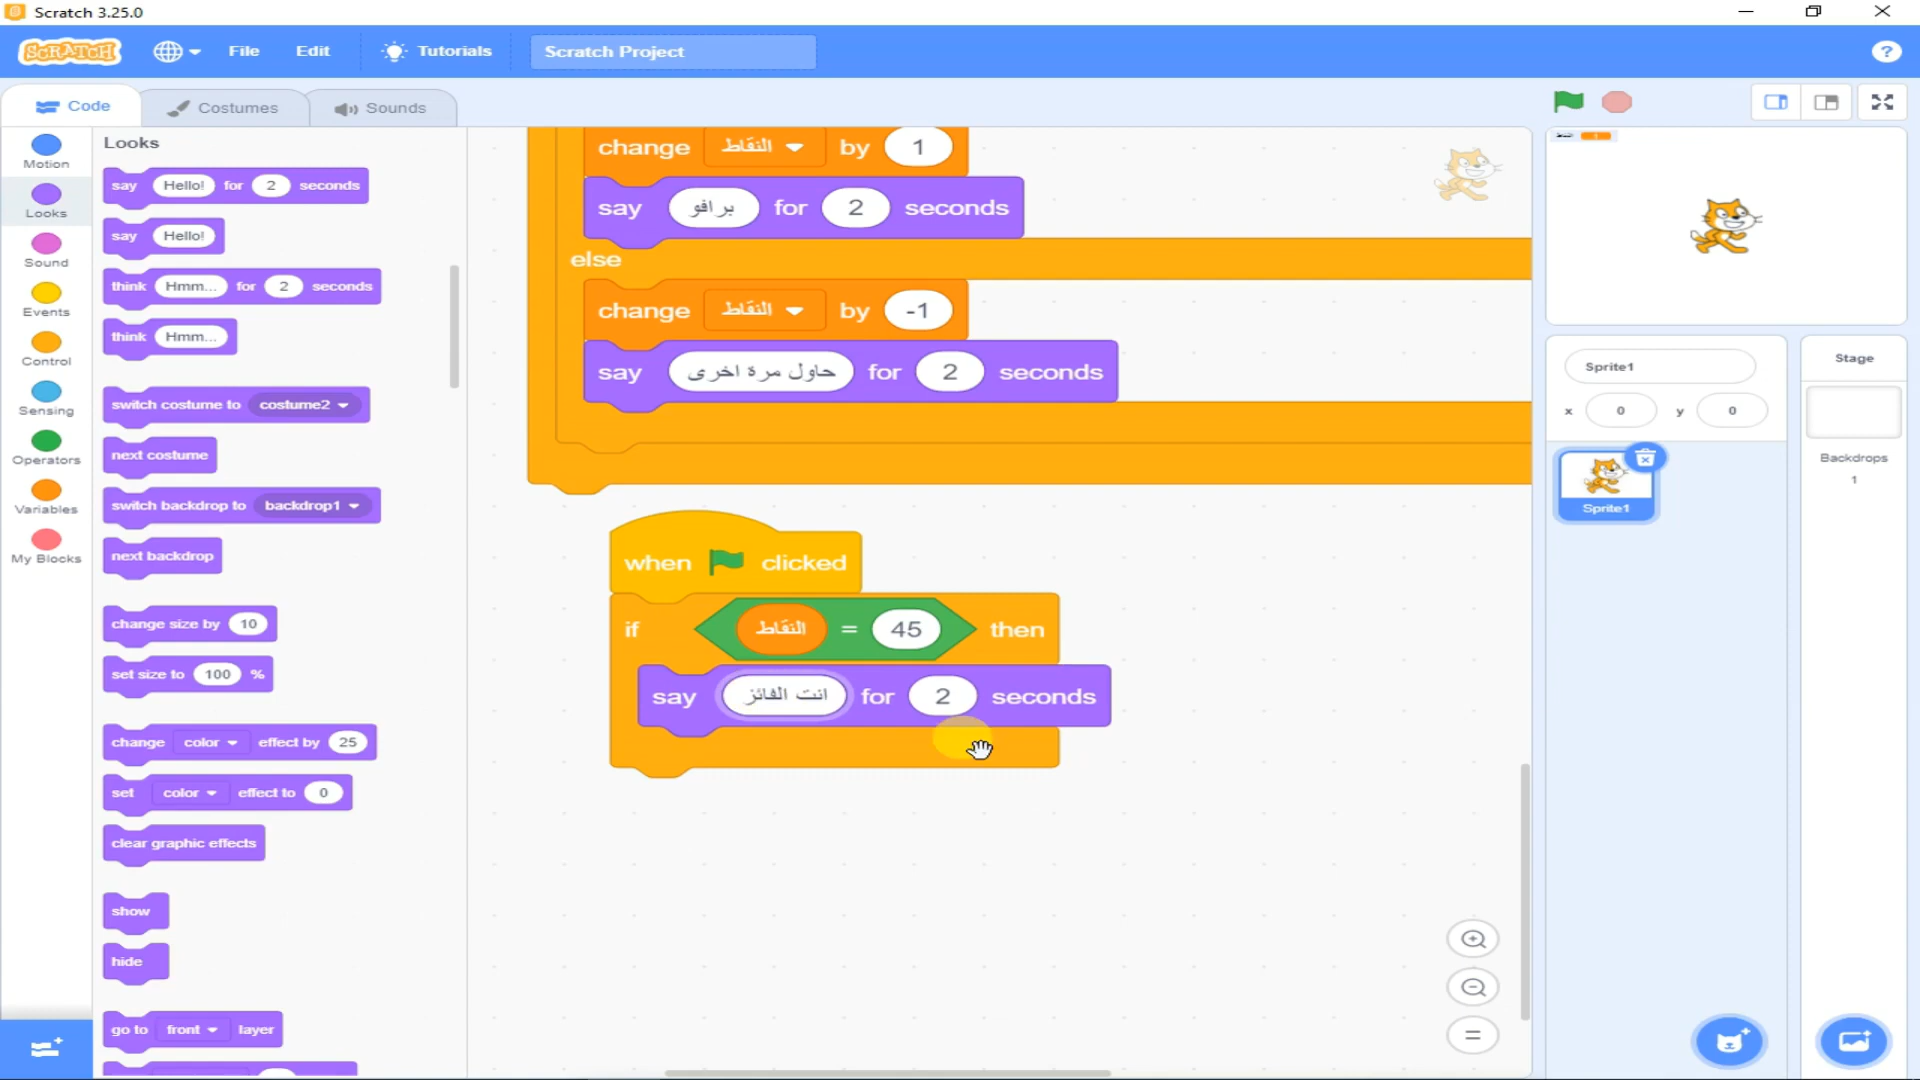 Scratch 3.25.0
SCRATCH File Edit Tutorials Scratch Project ?
Code Costumes Sounds
Motion
Looks
Sound
Events
Control
Sensing
Operators
Variables
My Blocks
Looks
say Hello! for 2 seconds
say Hello!
think Hmm... for 2 seconds
think Hmm...
switch costume to costume2
next costume
switch backdrop to backdrop1
next backdrop
change size by 10
set size to 100 %
change color effect by 25
set color effect to 0
clear graphic effects
show
hide
go to front layer
change النقاط by 1
say برافو for 2 seconds
else
change النقاط by -1
say حاول مرة اخرى for 2 seconds
when clicked
if النقاط = 45 then
say انت الفائز for 2 seconds
Sprite1
x 0 y 0
Sprite1
Stage
Backdrops
1